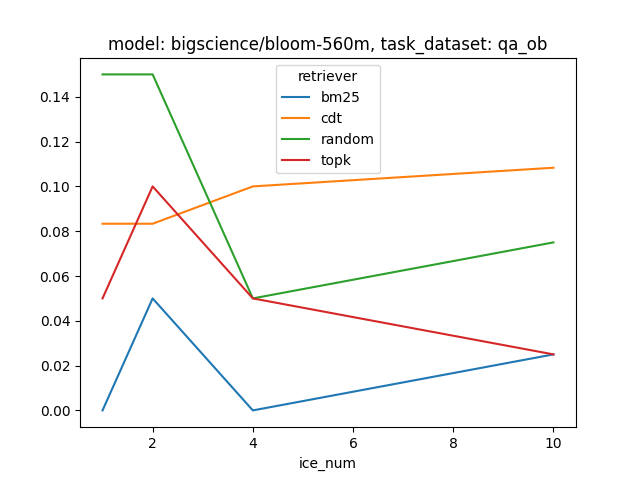 model: bigscience/bloom-560m, task_dataset: qa_ob
retriever
bm25
cdt
random
topk
0.14
0.12
0.10
0.08
0.06
0.04
0.02
0.00
2 4 6 8 10
ice_num